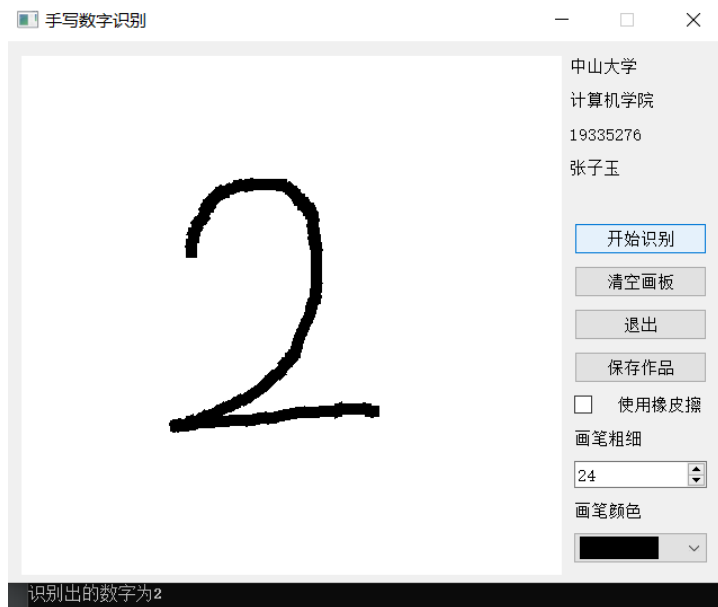 手写数字识别
2
中山大学
计算机学院
19335276
张子玉
开始识别
清空画板
退出
保存作品
使用橡皮擦
画笔粗细
24
画笔颜色
识别出的数字为2